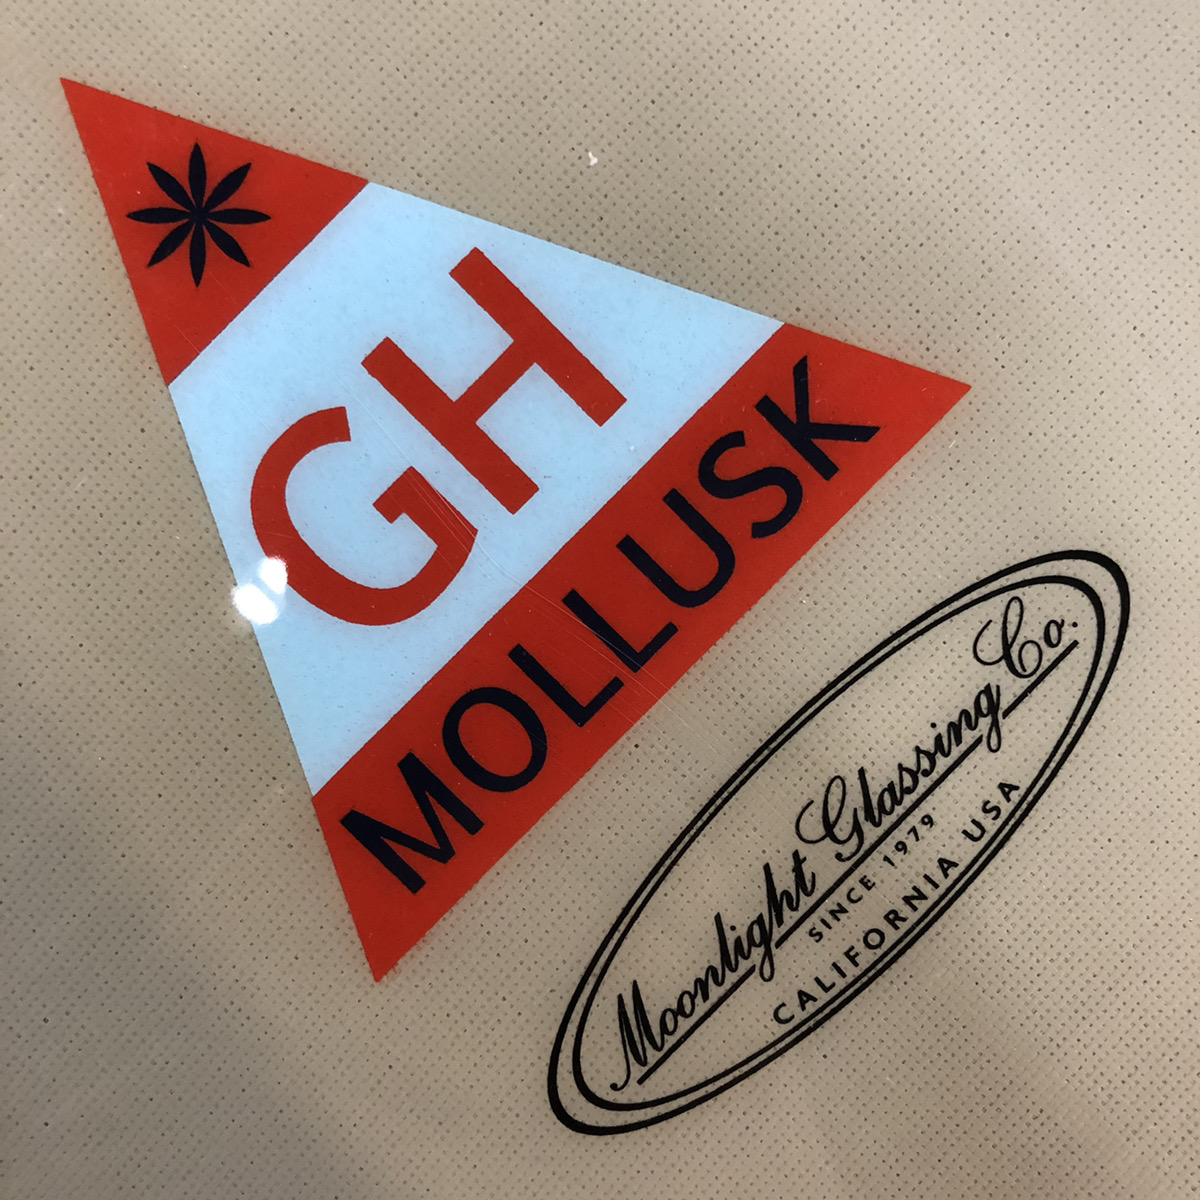 GH
MOLLUSK
Moonlight Glassing Co.
SINCE 1979
CALIFORNIA USA